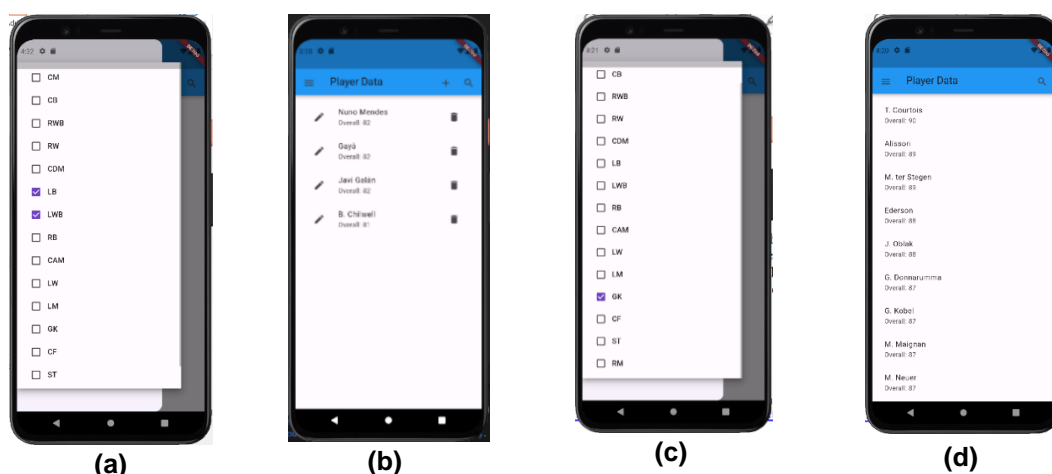 4:32
CM
CB
RWB
RW
CDM
LB
LWB
RB
CAM
LW
LM
GK
CF
ST
(a)
Player Data
Nuno Mendes
Overall: 82
Gayà
Overall: 82
Javi Galán
Overall: 82
B. Chilwell
Overall: 81
(b)
4:21
CB
RWB
RW
CDM
LB
LWB
RB
CAM
LW
LM
GK
CF
ST
RM
(c)
4:20
Player Data
T. Courtois
Overall: 90
Alisson
Overall: 89
M. ter Stegen
Overall: 89
Ederson
Overall: 88
J. Oblak
Overall: 88
G. Donnarumma
Overall: 87
G. Kobel
Overall: 87
M. Maignan
Overall: 87
M. Neuer
Overall: 87
(d)